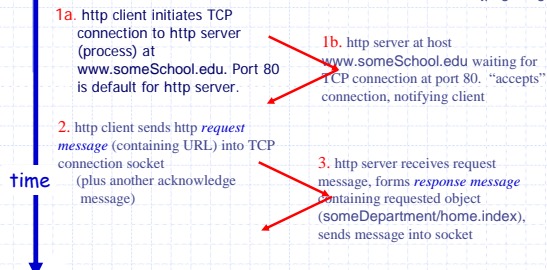 1a. http client initiates TCP
connection to http server
(process) at
www.someSchool.edu. Port 80
is default for http server.
1b. http server at host
www.someSchool.edu waiting for
TCP connection at port 80. “accepts”
connection, notifying client
2. http client sends http request
message (containing URL) into TCP
connection socket
(plus another acknowledge
message)
3. http server receives request
message, forms response message
containing requested object
(someDepartment/home.index),
sends message into socket
time